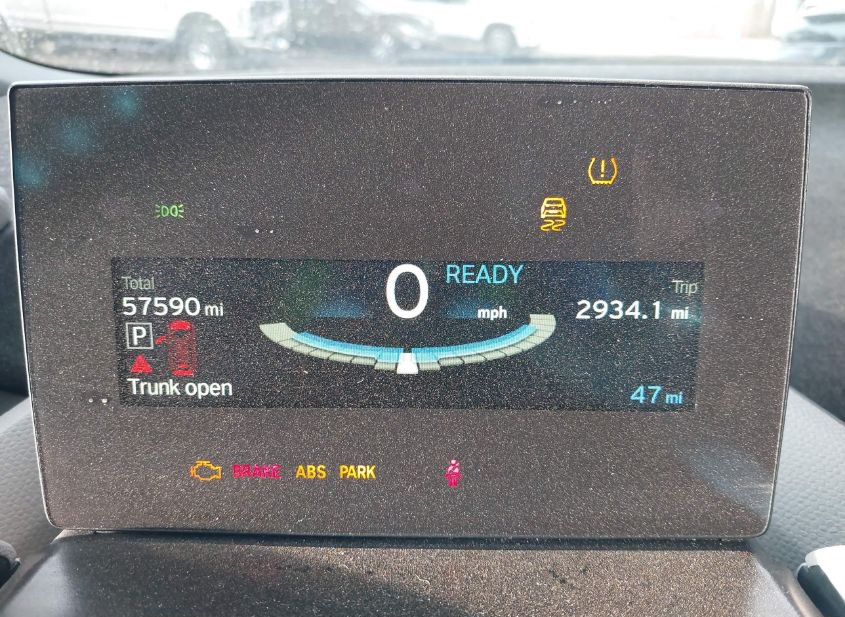 READY
Total
0
Trip
57590 mi
mph
2934.1 mi
P
Trunk open
47 mi
BRAKE ABS PARK